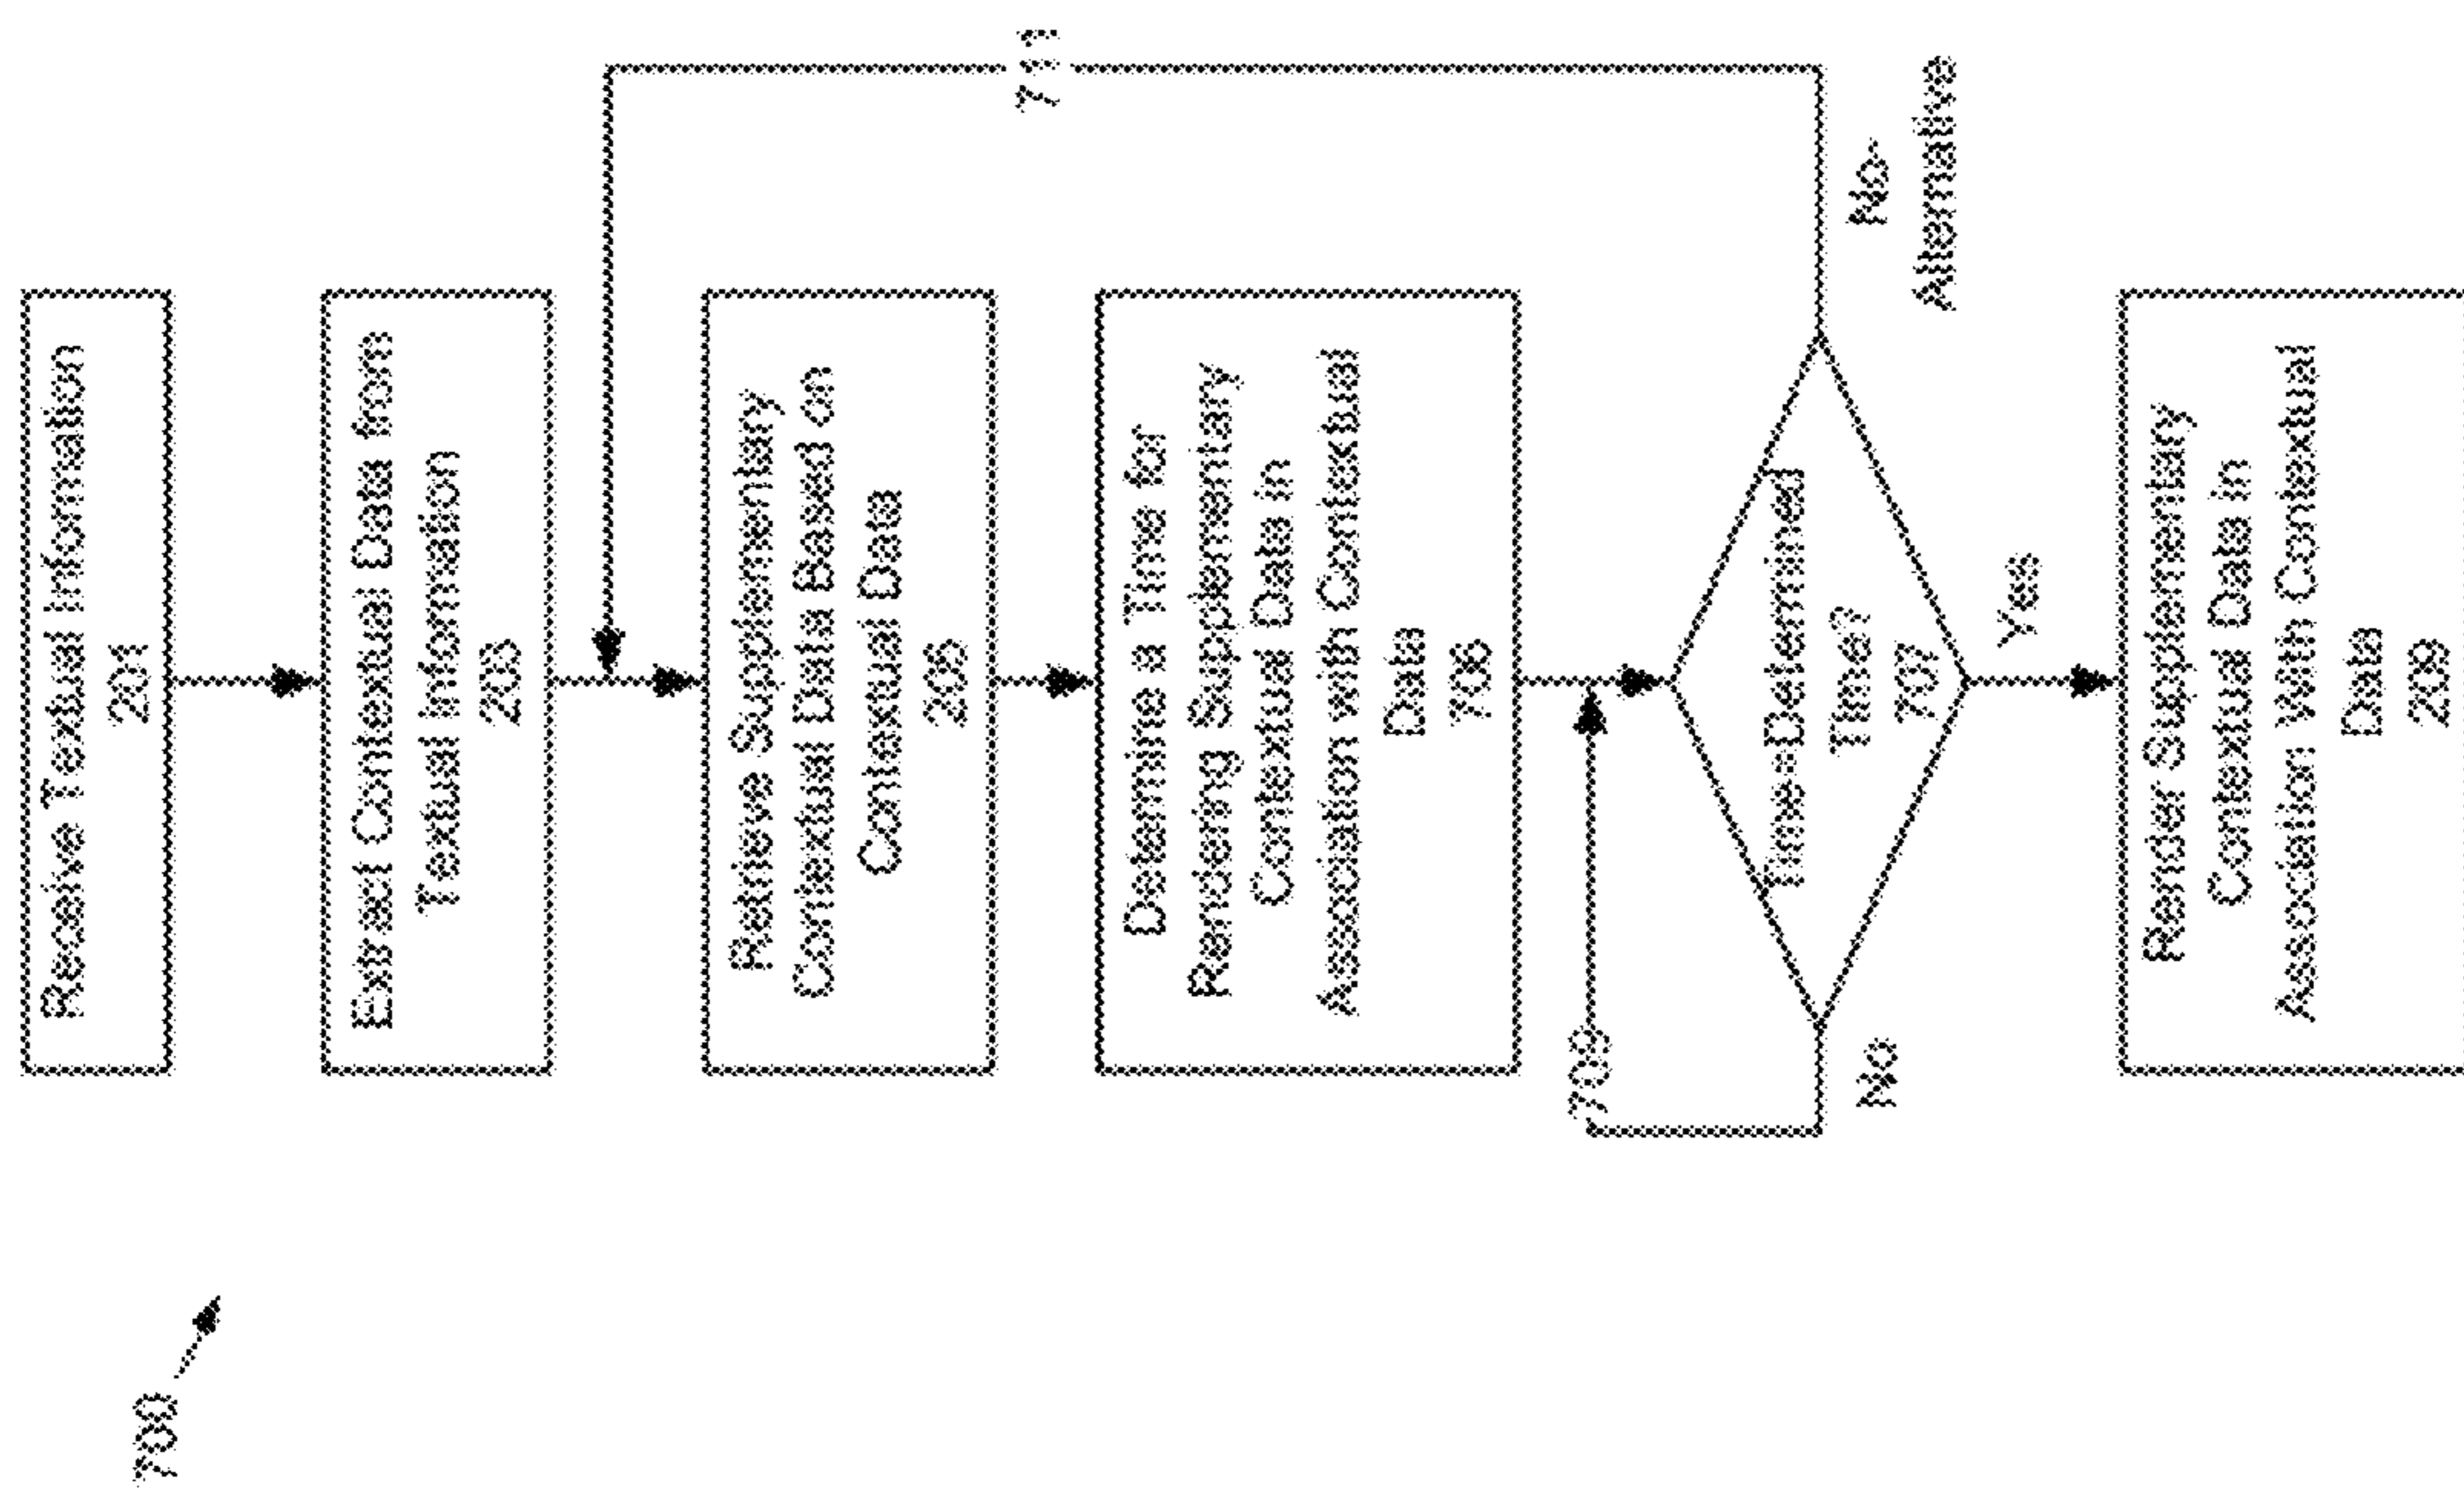 700
Receive Textual Information
201
Extract Contextual Data from
Textual Information
203
Retrieve Supplementary
Contextual Data Based on
Contextual Data
205
711
Determine a Time for
Rendering Supplementary
Contextual Data in
Association with Contextual
Data
706
709
Time=Determined
Time?
707
No
No-
Alternative
Yes
Render Supplementary
Contextual Data in
Association With Contextual
Data
209